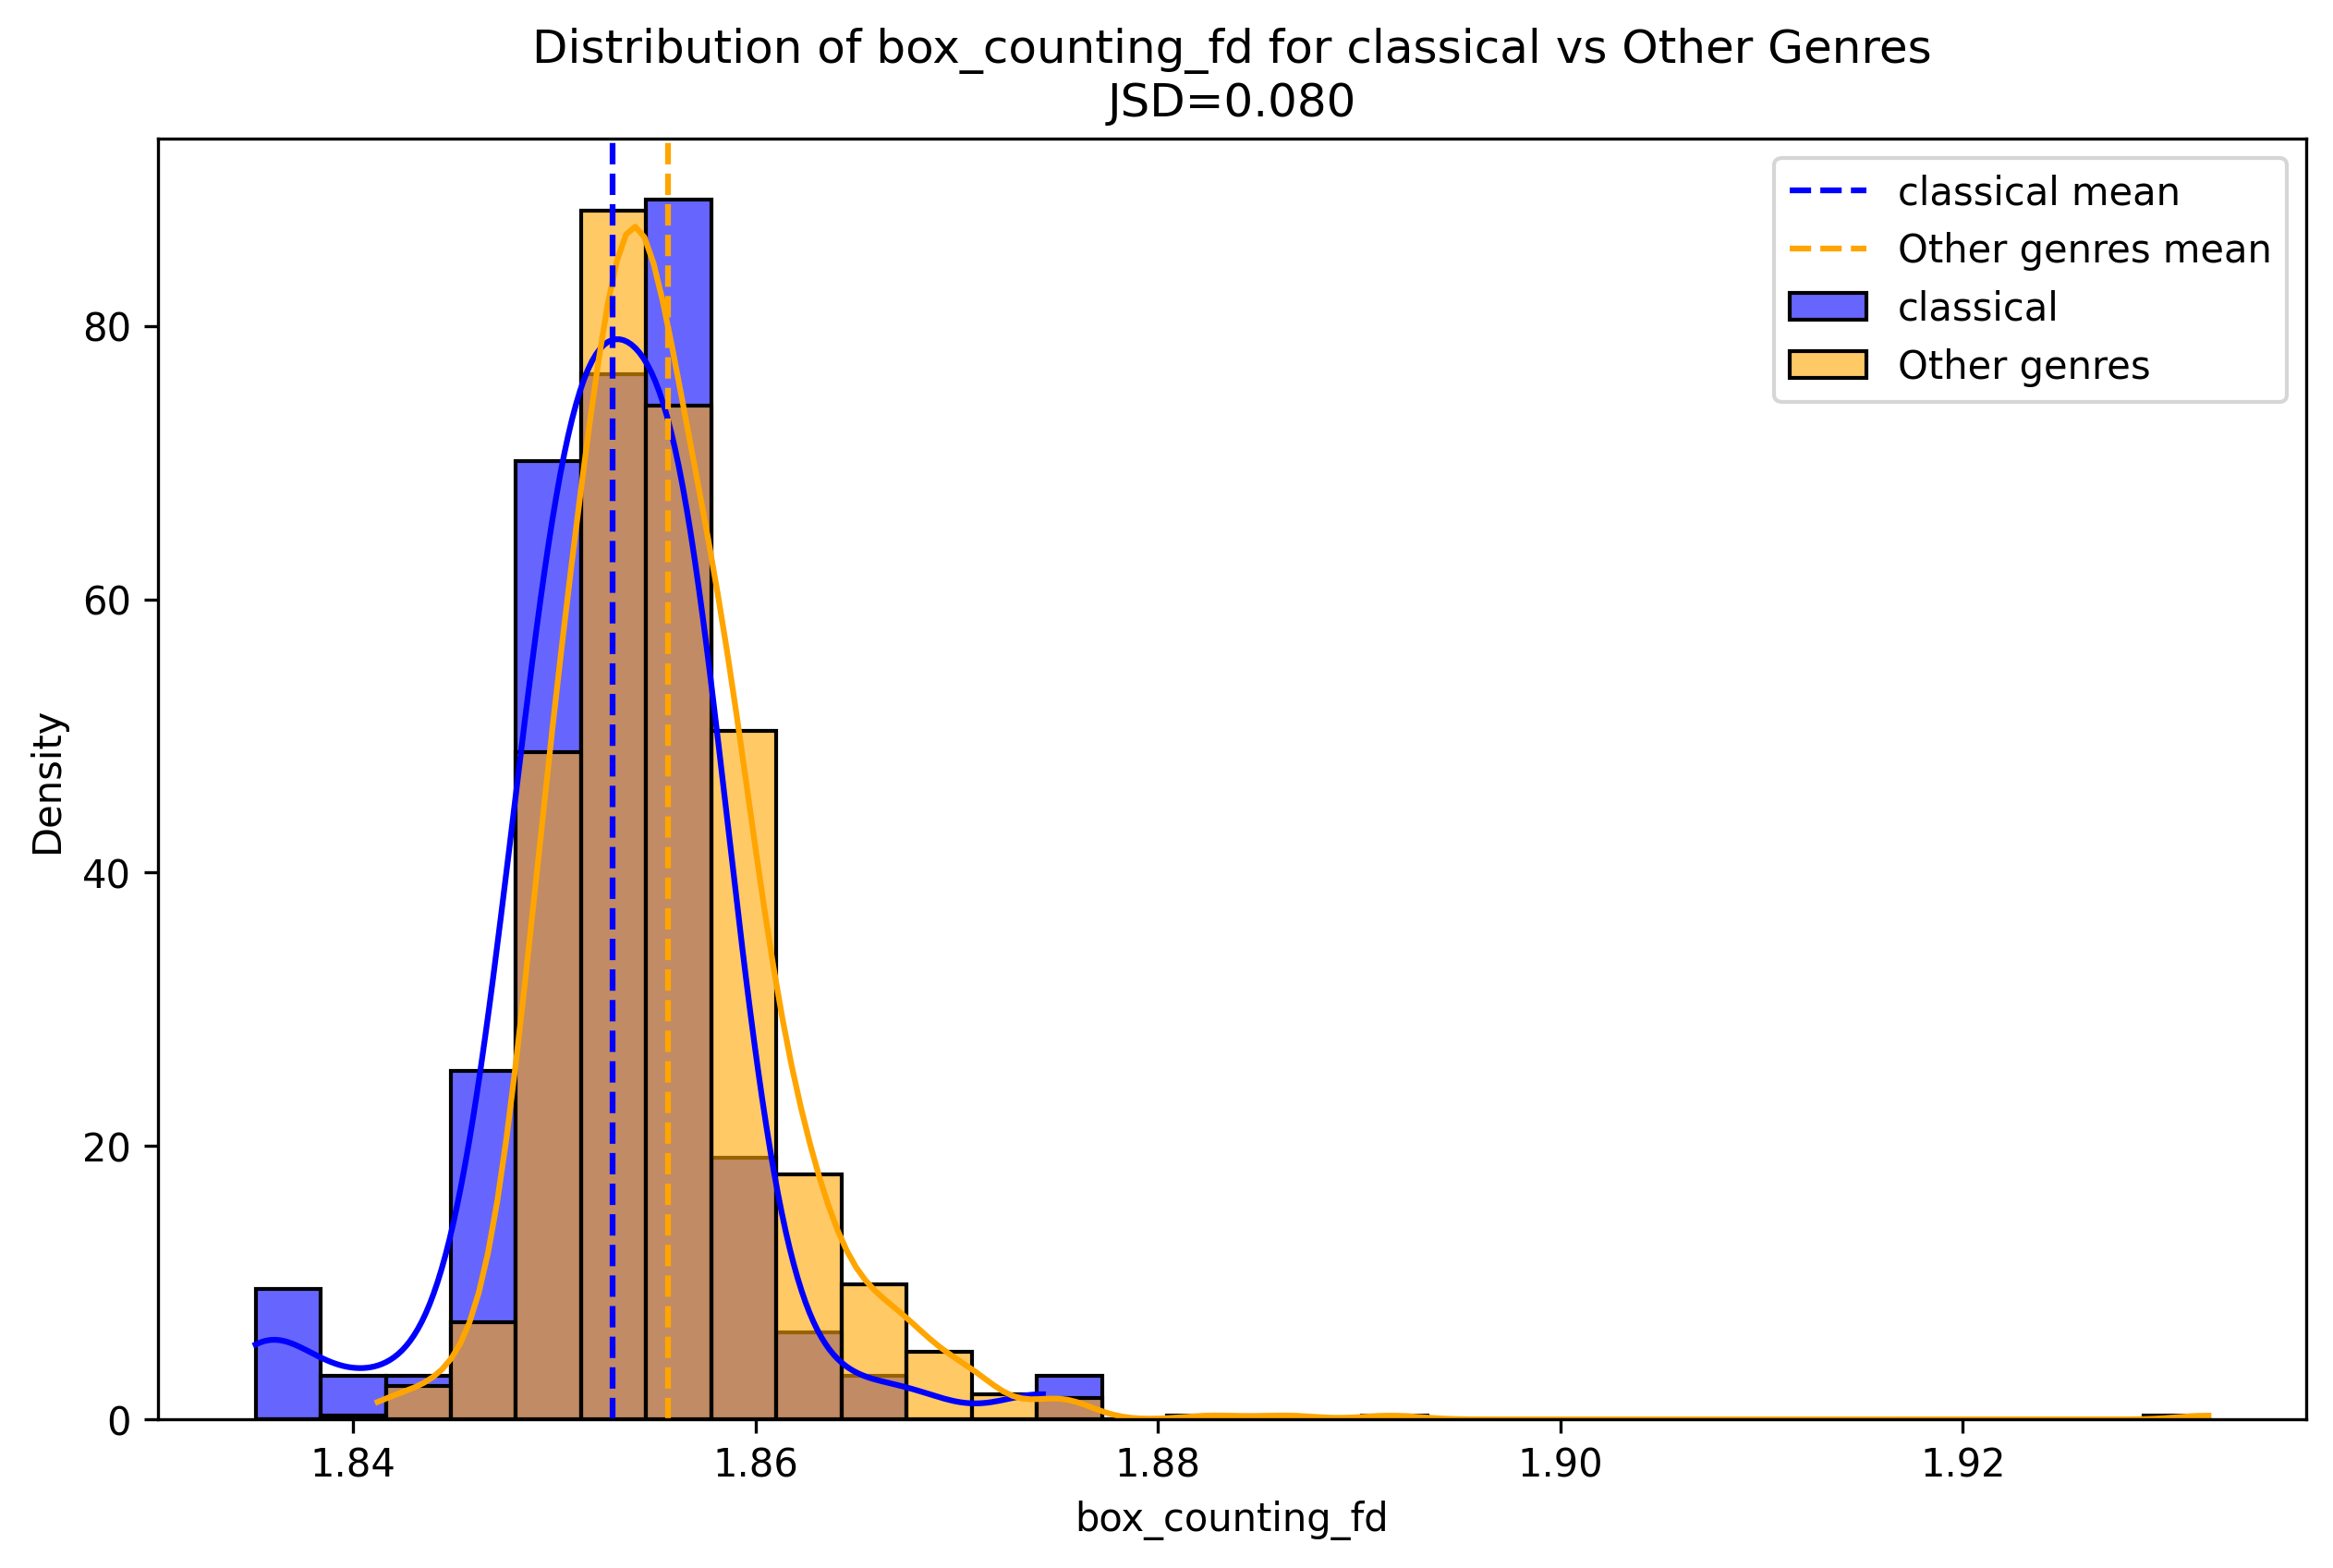 Distribution of box_counting_fd for classical vs Other Genres
JSD=0.080
classical mean
Other genres mean
classical
Other genres
Density
80
60
40
20
0
1.84
1.86
1.88
1.90
1.92
box_counting_fd